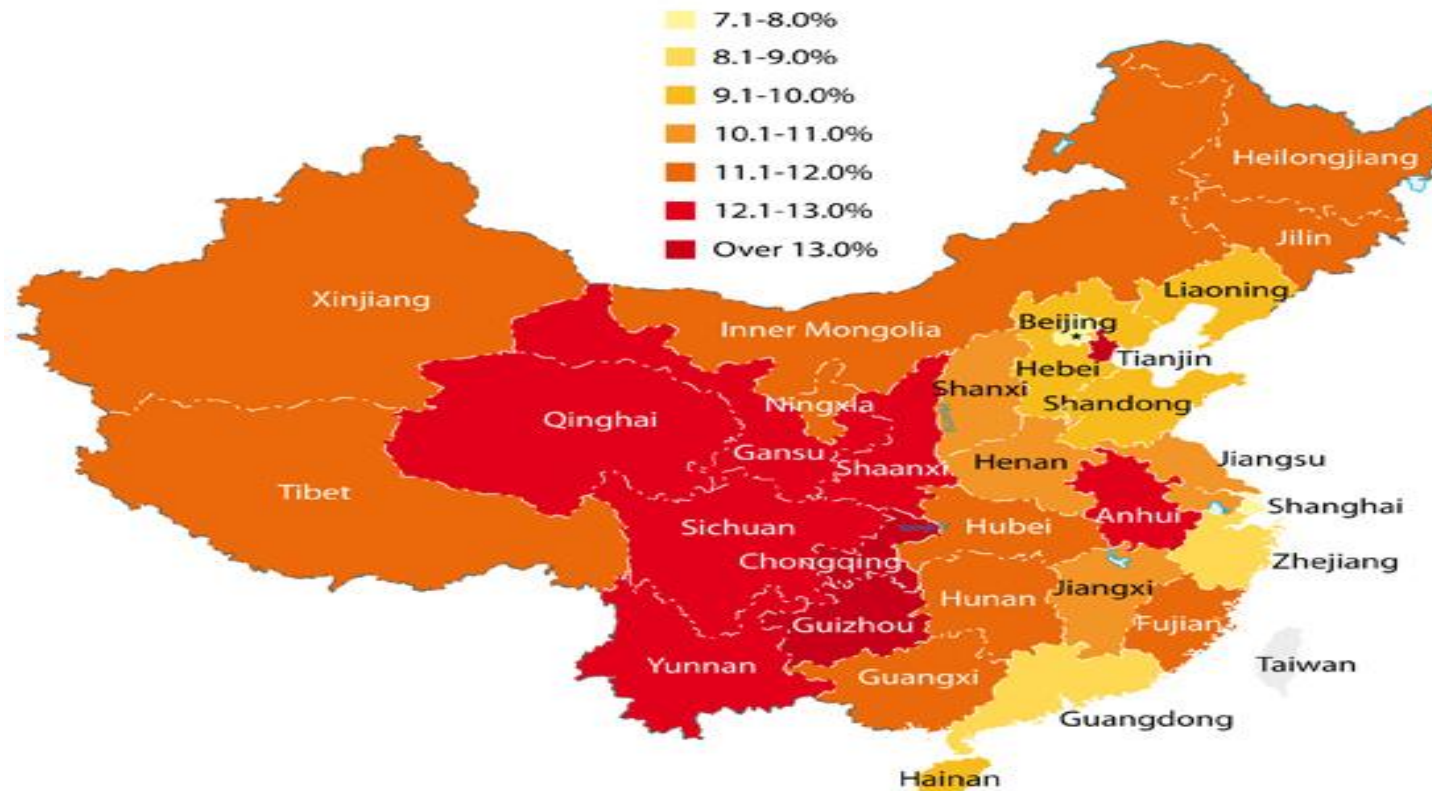 7.1-8.0%
8.1-9.0%
9.1-10.0%
10.1-11.0%
11.1-12.0%
12.1-13.0%
Over 13.0%
Heilongjiang
Jilin
Liaoning
Xinjiang
Inner Mongolia
Beijing
Tianjin
Hebei
Shanxi
Ningxia
Shandong
Qinghai
Gansu
Shaanxi
Henan
Jiangsu
Tibet
Shanghai
Anhui
Sichuan
Hubei
Chongqing
Zhejiang
Jiangxi
Hunan
Guizhou
Fujian
Yunnan
Guangxi
Taiwan
Guangdong
Hainan